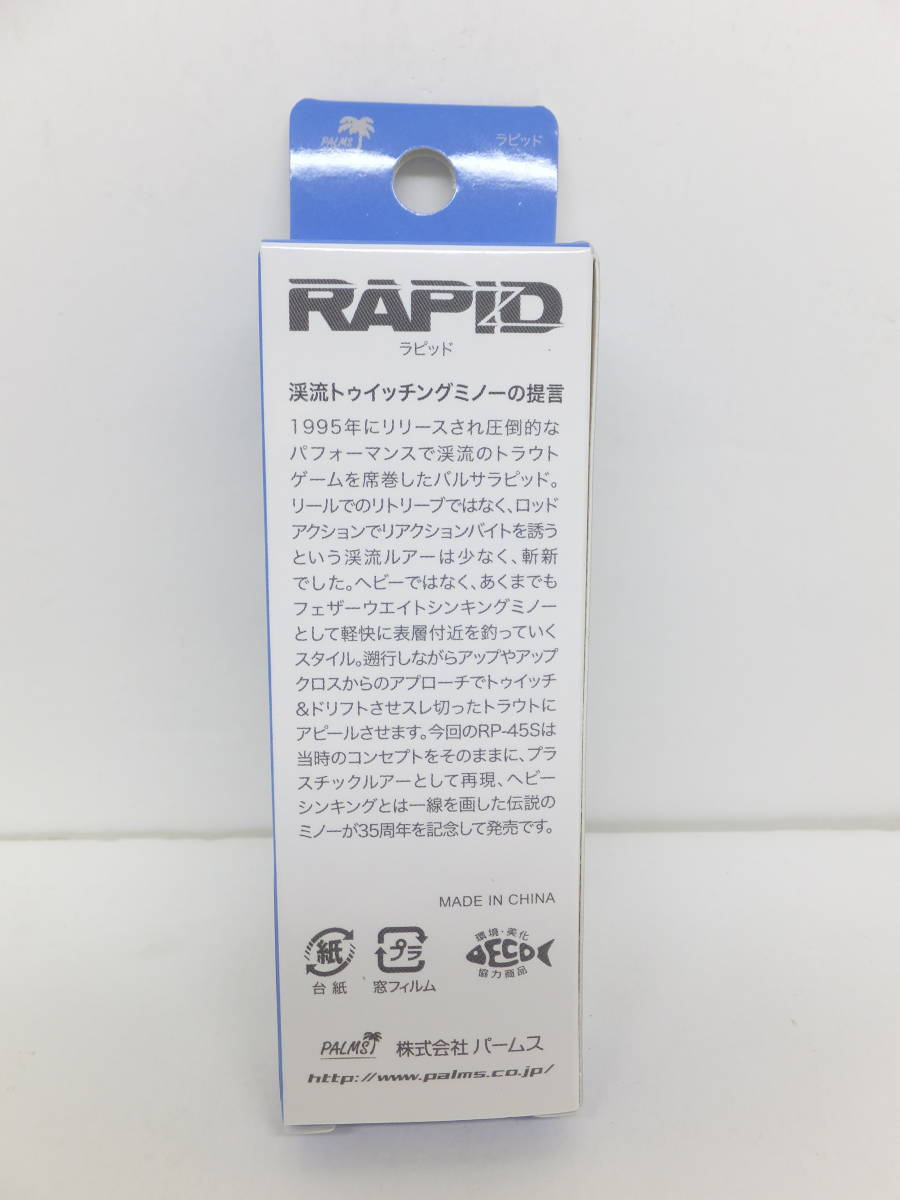 PALMS
ラピッド
RAPID
ラピッド
渓流トゥイッチングミノーの提言
1995年にリリースされ圧倒的な
パフォーマンスで渓流のトラウト
ゲームを席巻したバルサラピッド。
リールでのリトリーブではなく、ロッド
アクションでリアクションバイトを誘う
という渓流ルアーは少なく、斬新
でした。ヘビーではなく、あくまでも
フェザーウエイトシンキングミノー
として軽快に表層付近を釣っていく
スタイル。遡行しながらアップやアップ
クロスからのアプローチでトゥイッチ
&ドリフトさせスレ切ったトラウトに
アピールさせます。今回のRP-45Sは
当時のコンセプトをそのままに、プラ
スチックルアーとして再現、ヘビー
シンキングとは一線を画した伝説の
ミノーが35周年を記念して発売です。
MADE IN CHINA
紙
台紙
プラ
窓フィルム
環境・美化
ECO
協力商品
PALMS
株式会社 パームス
http://www.palms.co.jp/